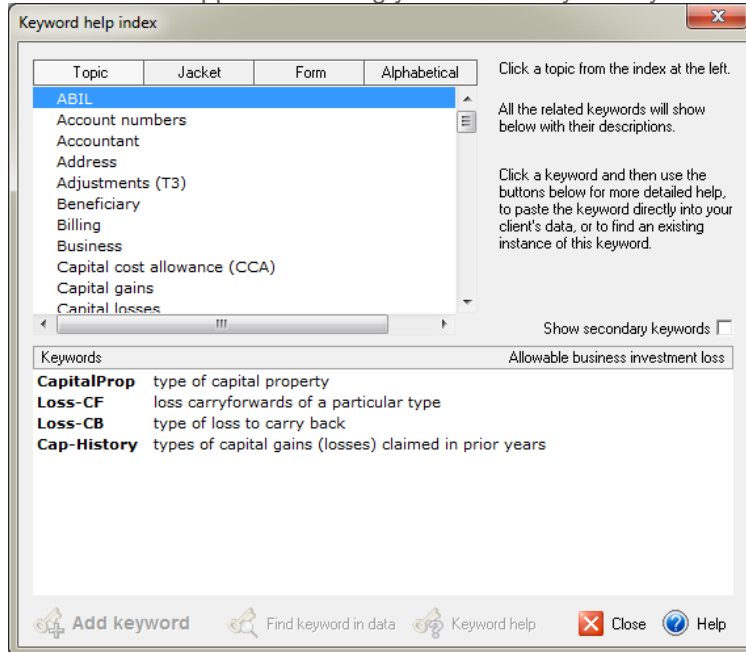 Keyword help index
Topic Jacket Form Alphabetical
ABIL
Account numbers
Accountant
Address
Adjustments (T3)
Beneficiary
Billing
Business
Capital cost allowance (CCA)
Capital gains
Capital losses
Click a topic from the index at the left.
All the related keywords will show
below with their descriptions.
Click a keyword and then use the
buttons below for more detailed help,
to paste the keyword directly into your
client's data, or to find an existing
instance of this keyword.
Show secondary keywords
Keywords Allowable business investment loss
CapitalProp type of capital property
Loss-CF loss carryforwards of a particular type
Loss-CB type of loss to carry back
Cap-History types of capital gains (losses) claimed in prior years
Add keyword Find keyword in data Keyword help Close Help